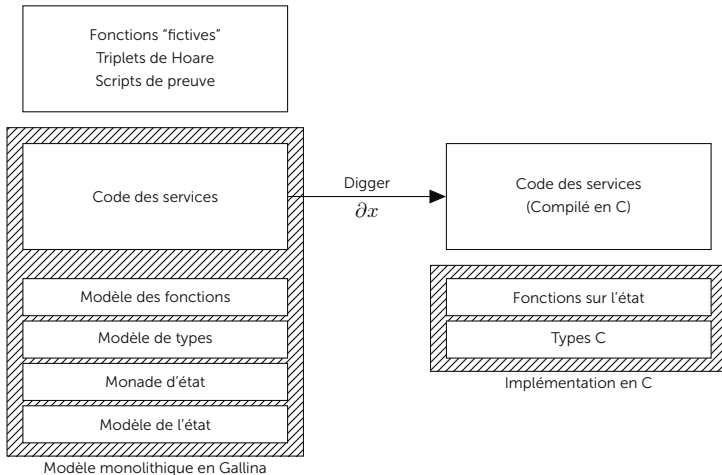 Fonctions "fictives"
Triplets de Hoare
Scripts de preuve
Code des services
Digger
∂x
Code des services
(Compilé en C)
Modèle des fonctions
Modèle de types
Monade d'état
Modèle de l'état
Modèle monolithique en Gallina
Fonctions sur l'état
Types C
Implémentation en C